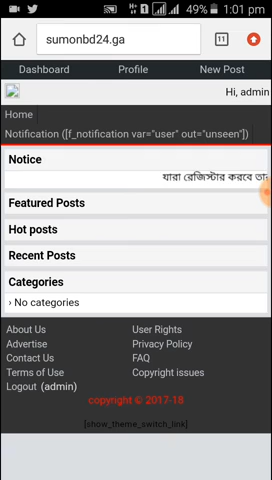 49% 1:01 pm
sumonbd24.ga
11
Dashboard Profile New Post
Hi, admin
Home
Notification ([f_notification var="user" out="unseen"])
Notice
যারা রেজিস্টার করবে তা
Featured Posts
Hot posts
Recent Posts
Categories
› No categories
About Us User Rights
Advertise Privacy Policy
Contact Us FAQ
Terms of Use Copyright issues
Logout (admin)
copyright © 2017-18
[show_theme_switch_link]